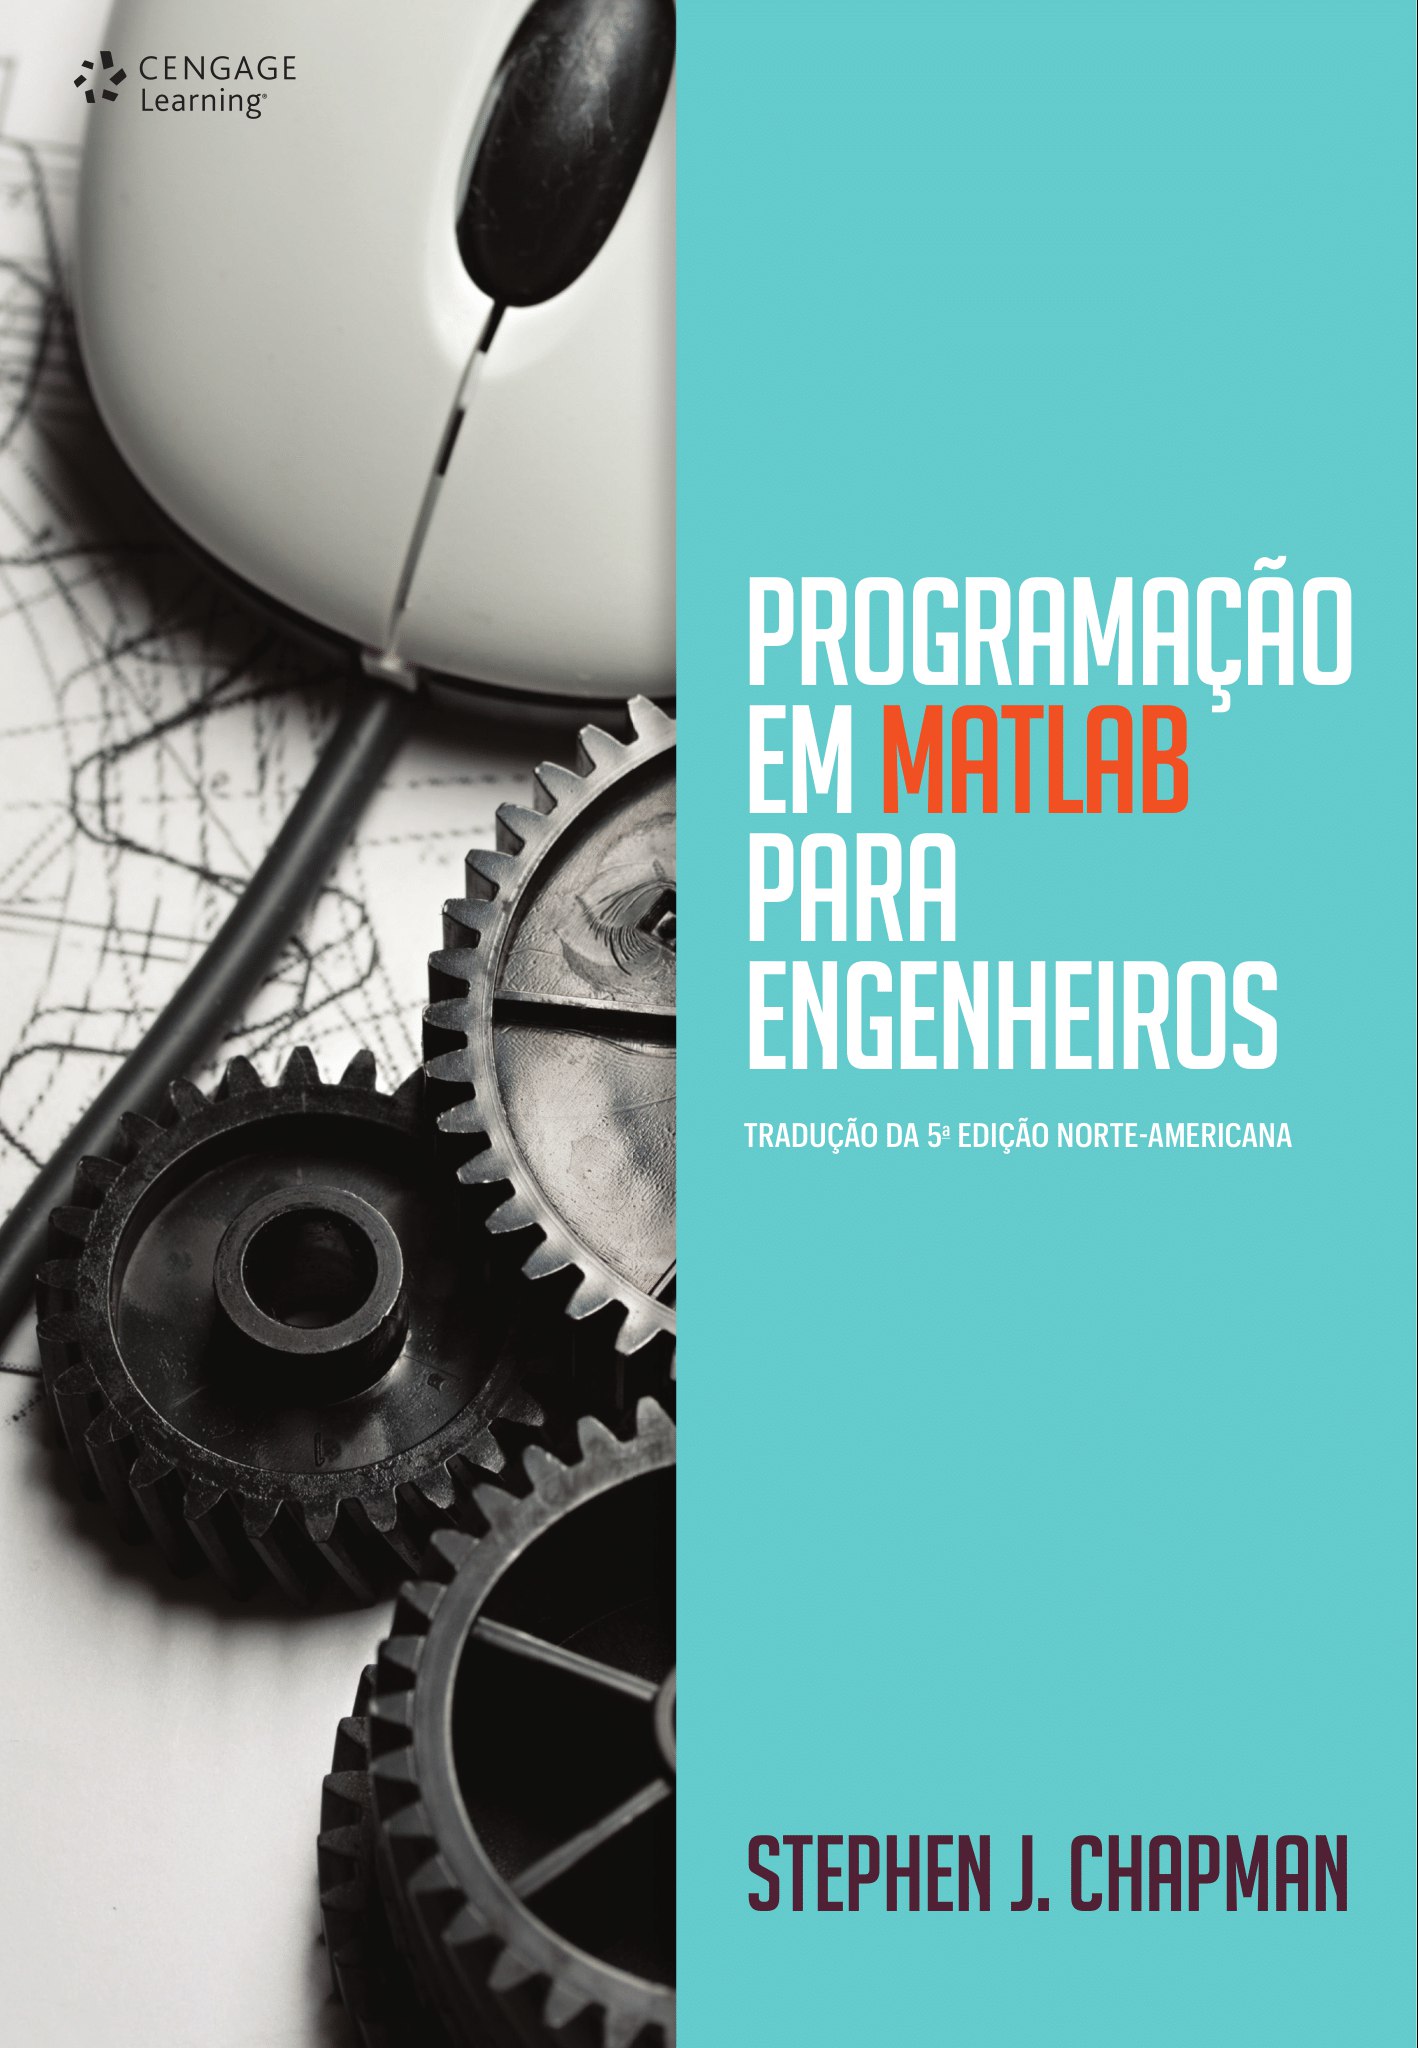 CENGAGE
Learning®
PROGRAMAÇÃO
EM MATLAB
PARA
ENGENHEIROS
TRADUÇÃO DA 5ª EDIÇÃO NORTE-AMERICANA
STEPHEN J. CHAPMAN